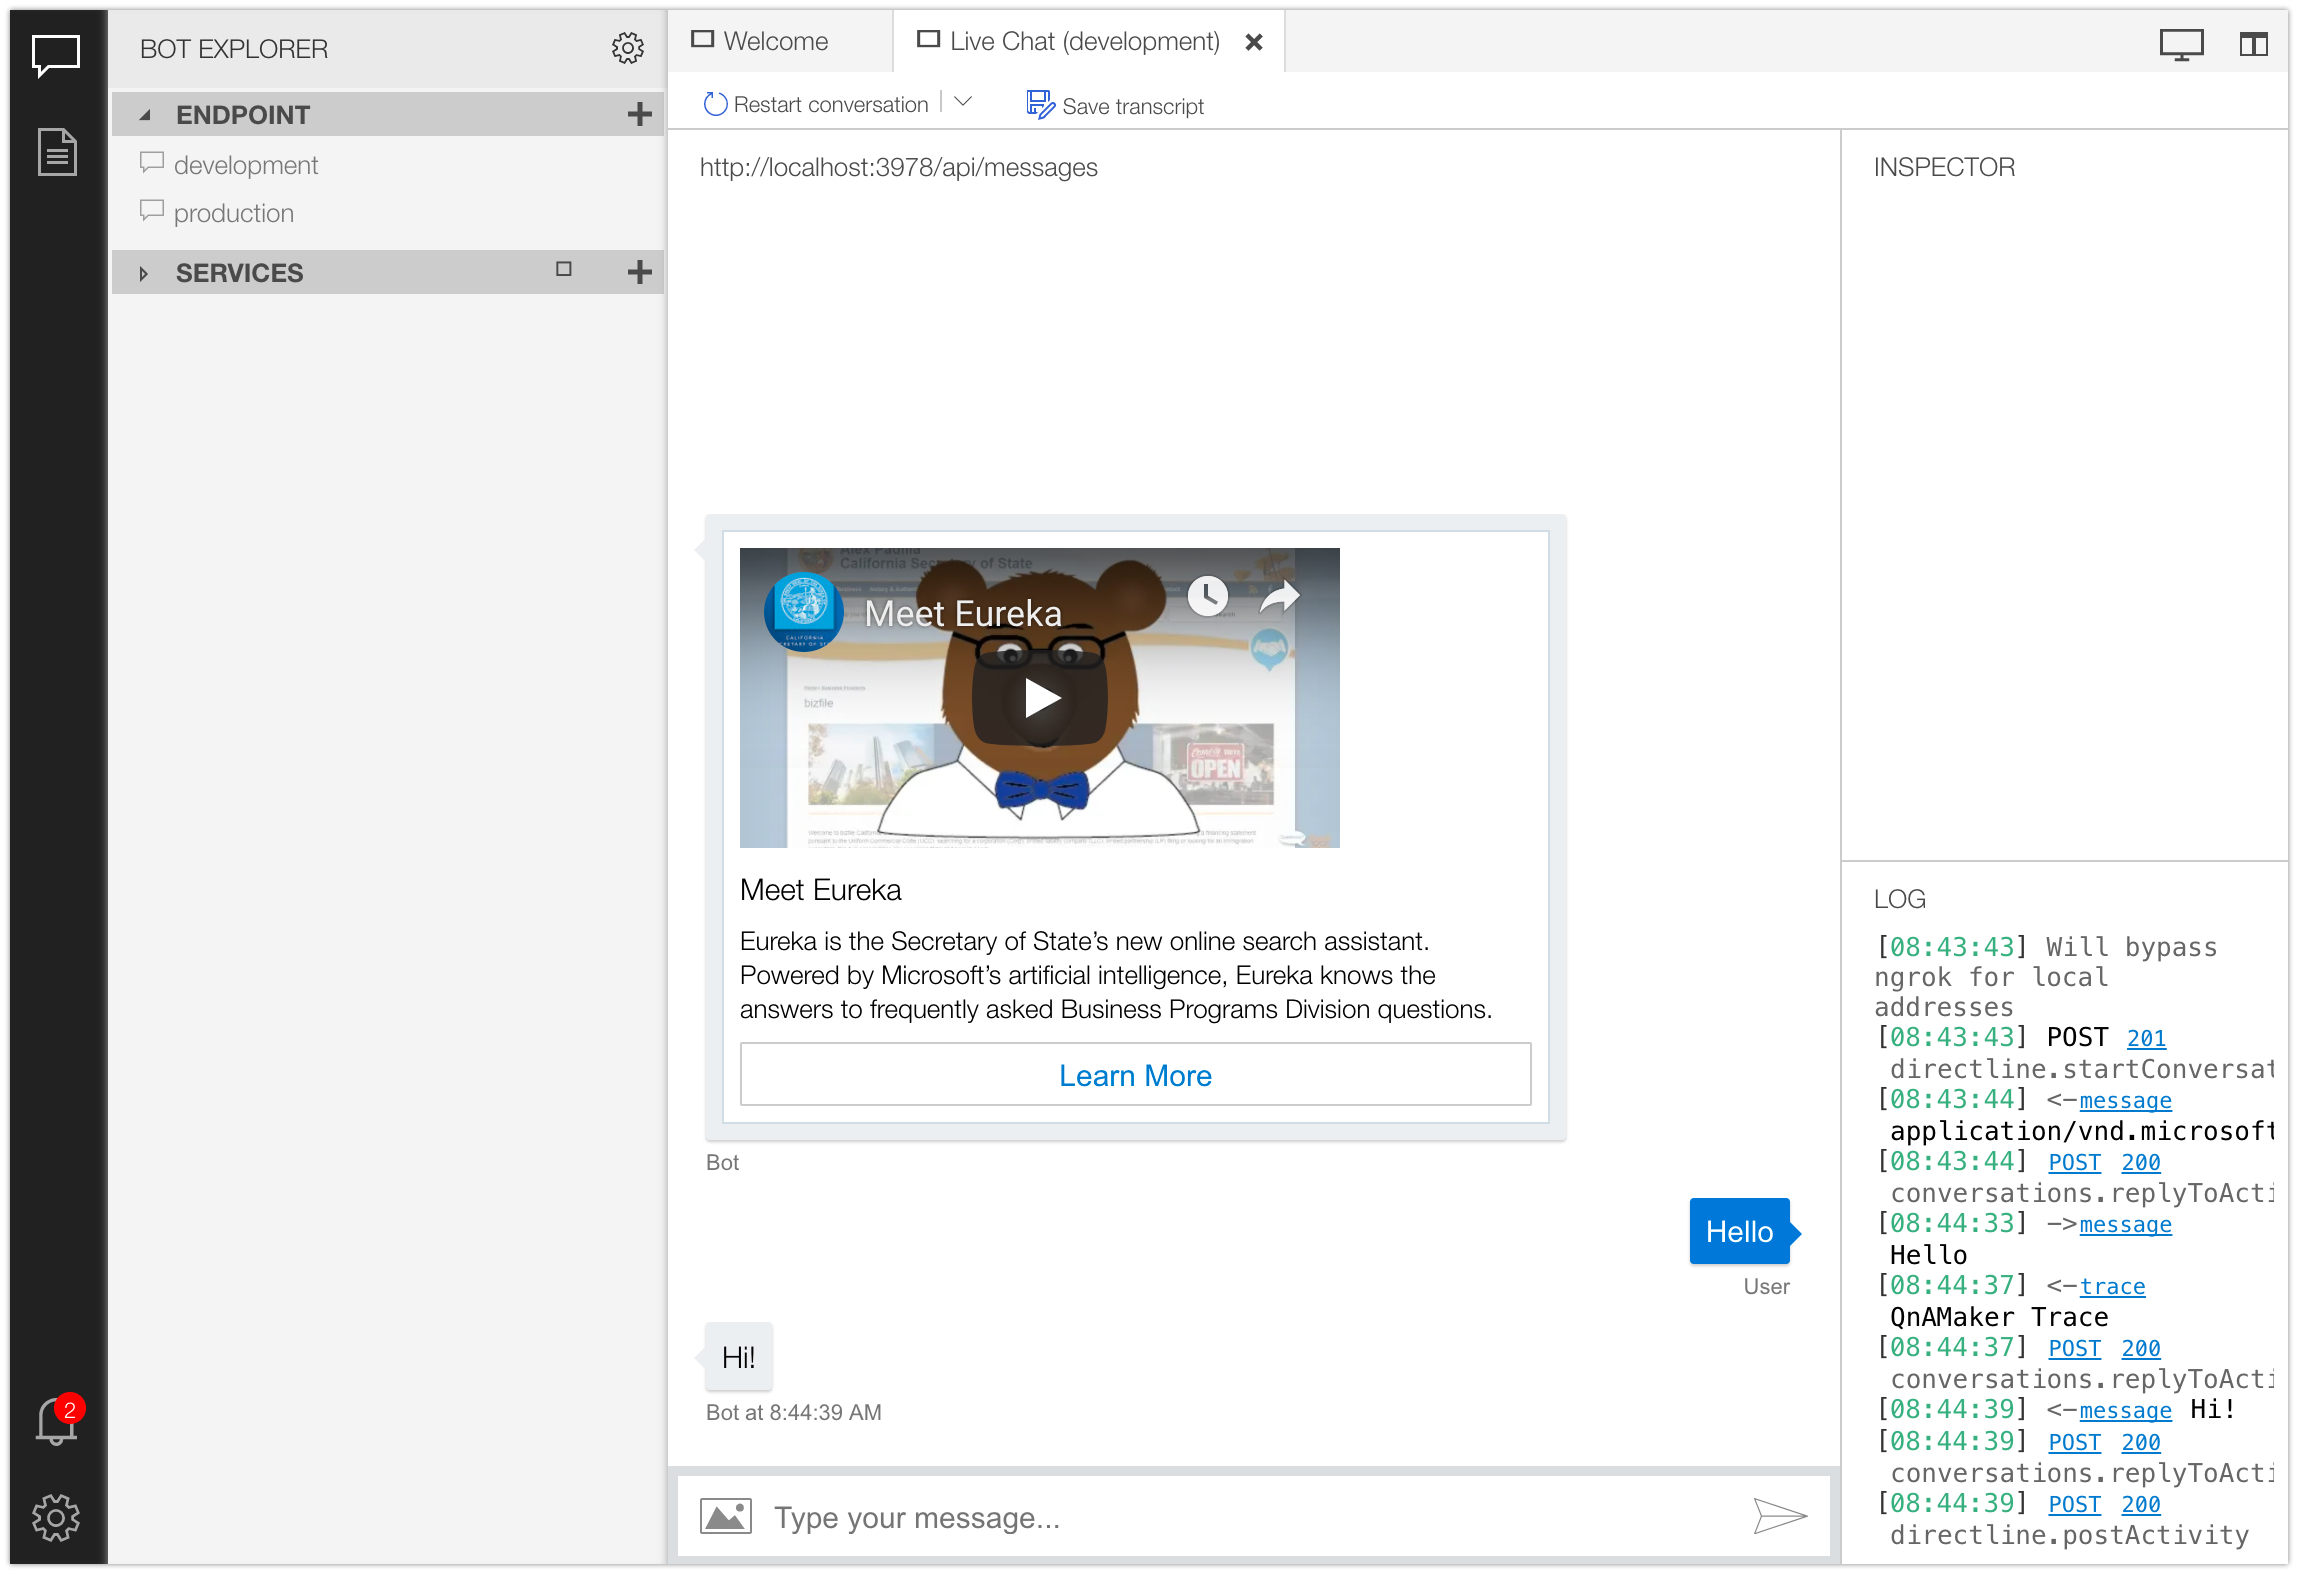 BOT EXPLORER
ENDPOINT
development
production
SERVICES
2
Welcome
Live Chat (development)
Restart conversation
Save transcript
http://localhost:3978/api/messages
California Secretary of State
Meet Eureka
CALIFORNIA
bizfile
OPEN
Meet Eureka
Eureka is the Secretary of State’s new online search assistant.
Powered by Microsoft’s artificial intelligence, Eureka knows the
answers to frequently asked Business Programs Division questions.
Learn More
Bot
Hello
User
Hi!
Bot at 8:44:39 AM
Type your message...
INSPECTOR
LOG
[08:43:43] Will bypass
ngrok for local
addresses
[08:43:43] POST 201
directline.startConversat
[08:43:44] <-message
application/vnd.microsoft
[08:43:44] POST 200
conversations.replyToActi
[08:44:33] ->message
Hello
[08:44:37] <-trace
QnAMaker Trace
[08:44:37] POST 200
conversations.replyToActi
[08:44:39] <-message Hi!
[08:44:39] POST 200
conversations.replyToActi
[08:44:39] POST 200
directline.postActivity